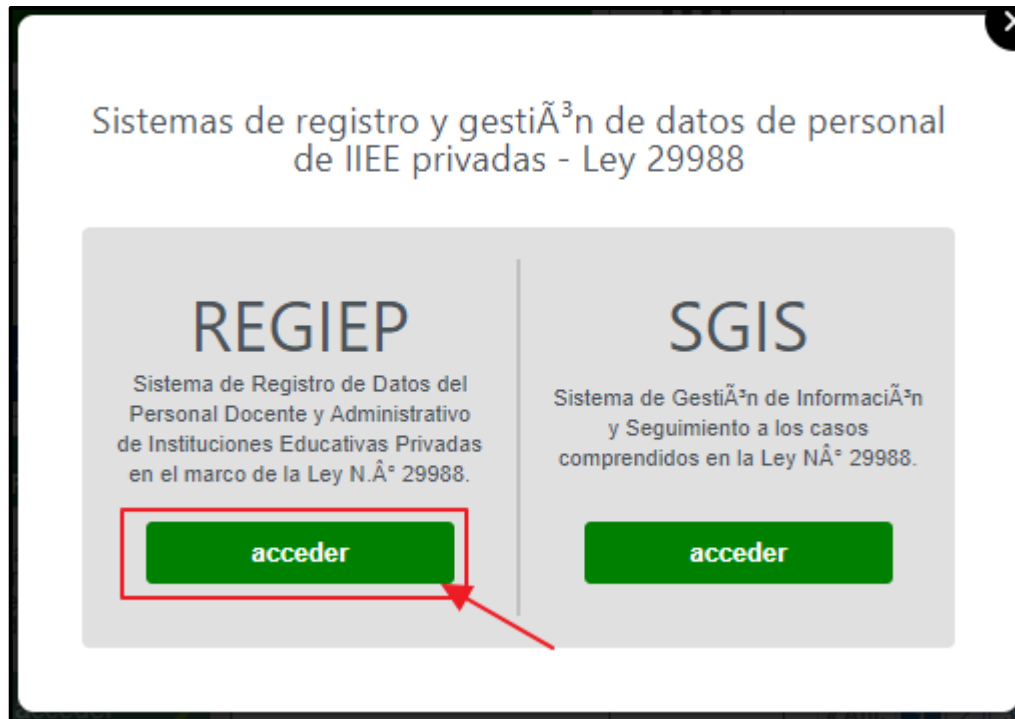 Sistemas de registro y gestiÃ³n de datos de personal
de IIEE privadas - Ley 29988
REGIEP
Sistema de Registro de Datos del
Personal Docente y Administrativo
de Instituciones Educativas Privadas
en el marco de la Ley N.Â° 29988.
acceder
SGIS
Sistema de GestiÃ³n de InformaciÃ³n
y Seguimiento a los casos
comprendidos en la Ley NÂ° 29988.
acceder